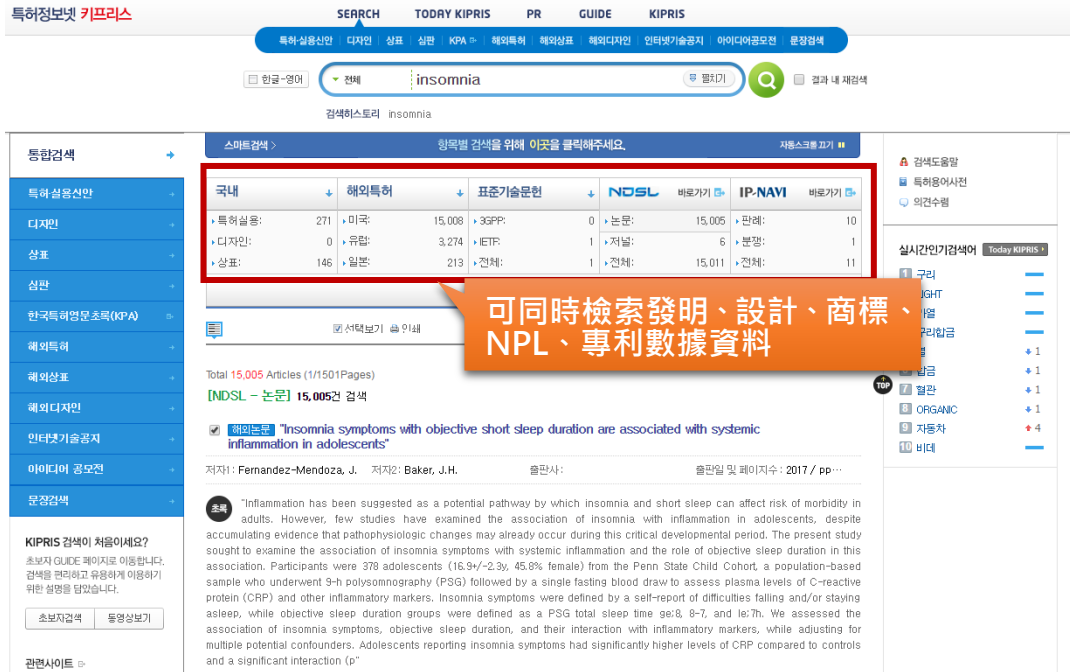 특허정보넷 키프리스
SEARCH TODAY KIPRIS PR GUIDE KIPRIS
특허·실용신안 디자인 상표 심판 KPA 해외특허 해외상표 해외디자인 인터넷기술공지 아이디어공모전 문장검색
한글-영어 전체 insomnia 펼치기 결과 내 재검색
검색히스토리 insomnia
통합검색
특허·실용신안
디자인
상표
심판
한국특허영문초록(KPA)
해외특허
해외상표
해외디자인
인터넷기술공지
아이디어 공모전
문장검색
KIPRIS 검색이 처음이세요?
초보자 GUIDE 페이지로 이동합니다.
검색을 편리하고 유용하게 이용하기
위한 설명을 담았습니다.
초보자검색 동영상보기
관련사이트
스마트검색 > 항목별 검색을 위해 이곳을 클릭해주세요. 자동스크롤 끄기
국내 해외특허 표준기술문헌 NDSL 바로가기 IP-NAVI 바로가기
특허실용: 271 미국: 15,008 3GPP: 0 논문: 15,005 판례: 10
디자인: 0 유럽: 3,274 IETF: 1 저널: 6 분쟁: 1
상표: 146 일본: 213 전체: 1 전체: 15,011 전체: 11
可同時檢索發明、設計、商標、
NPL、專利數據資料
선택보기 인쇄
Total 15,005 Articles (1/1501Pages)
[NDSL - 논문] 15,005건 검색
해외논문 "Insomnia symptoms with objective short sleep duration are associated with systemic
inflammation in adolescents"
저자1: Fernandez-Mendoza, J. 저자2: Baker, J.H. 출판사: 출판일 및 페이지수: 2017 / pp…
초록 "Inflammation has been suggested as a potential pathway by which insomnia and short sleep can affect risk of morbidity in
adults. However, few studies have examined the association of insomnia with inflammation in adolescents, despite
accumulating evidence that pathophysiologic changes may already occur during this critical developmental period. The present study
sought to examine the association of insomnia symptoms with systemic inflammation and the role of objective sleep duration in this
association. Participants were 378 adolescents (16.9+/-2.3y, 45.8% female) from the Penn State Child Cohort, a population-based
sample who underwent 9-h polysomnography (PSG) followed by a single fasting blood draw to assess plasma levels of C-reactive
protein (CRP) and other inflammatory markers. Insomnia symptoms were defined by a self-report of difficulties falling and/or staying
asleep, while objective sleep duration groups were defined as a PSG total sleep time ge;8, 8-7, and le;7h. We assessed the
association of insomnia symptoms, objective sleep duration, and their interaction with inflammatory markers, while adjusting for
multiple potential confounders. Adolescents reporting insomnia symptoms had significantly higher levels of CRP compared to controls
and a significant interaction (p"
검색도움말
특허용어사전
의견수렴
실시간인기검색어 Today KIPRIS
1 구리
GHT
구리합금
1
합금 1
7 혈관 1
8 ORGANIC 1
9 자동차 4
10 비데
TOP